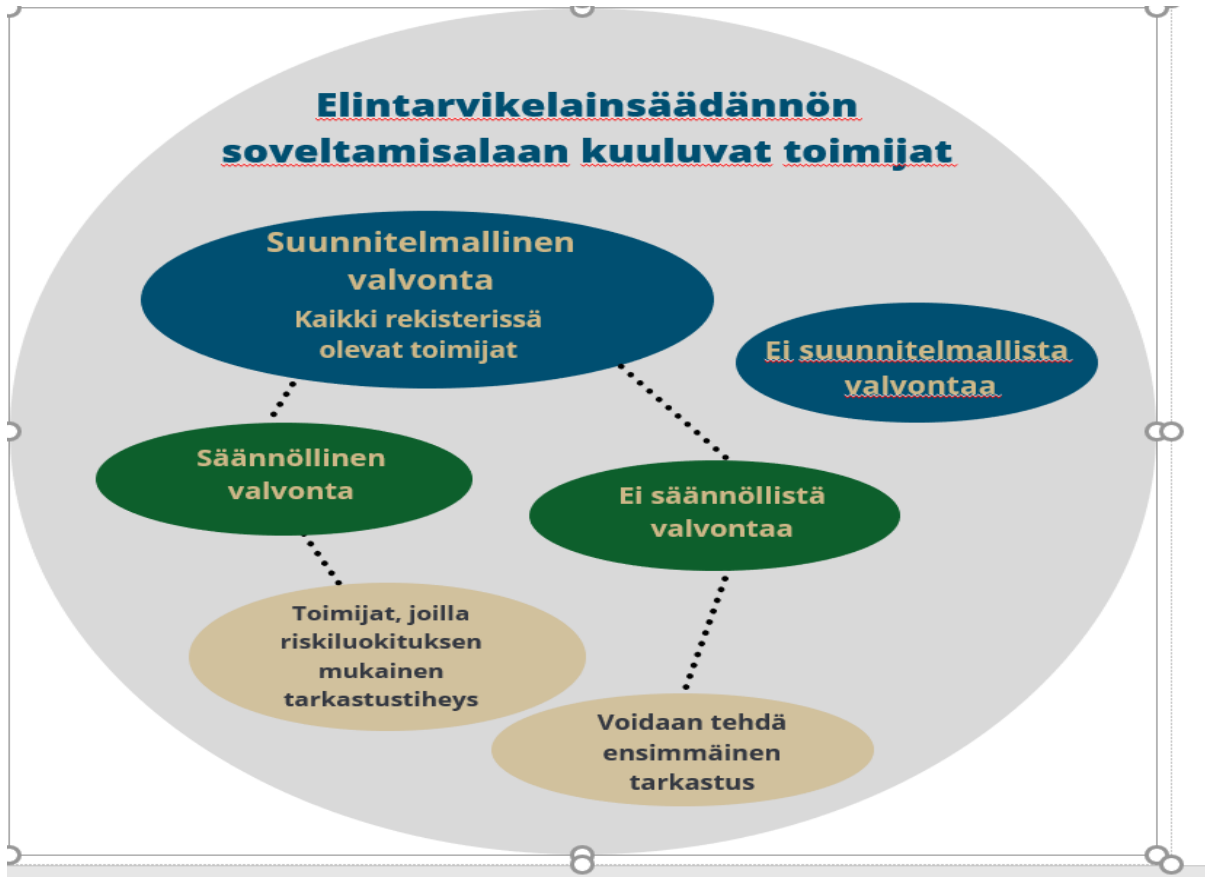 Elintarvikelainsäädännön
soveltamisalaan kuuluvat toimijat
Suunnitelmallinen
valvonta
Kaikki rekisterissä
olevat toimijat
Ei suunnitelmallista
valvontaa
Säännöllinen
valvonta
Ei säännöllistä
valvontaa
Toimijat, joilla
riskiluokituksen
mukainen
tarkastustiheys
Voidaan tehdä
ensimmäinen
tarkastus